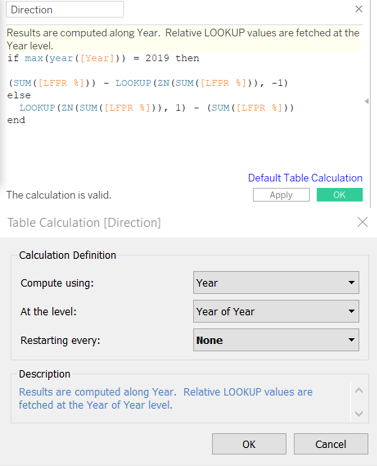 Direction
Results are computed along Year. Relative LOOKUP values are fetched at the
Year level.
if max(year([Year])) = 2019 then
(SUM([LFPR %])) - LOOKUP(ZN(SUM([LFPR %])), -1)
else
LOOKUP(ZN(SUM([LFPR %])), 1) - (SUM([LFPR %]))
end
Default Table Calculation
The calculation is valid.
Apply
OK
Table Calculation [Direction]
Calculation Definition
Compute using:
Year
At the level:
Year of Year
Restarting every:
None
Description
Results are computed along Year. Relative LOOKUP values are
fetched at the Year of Year level.
OK
Cancel